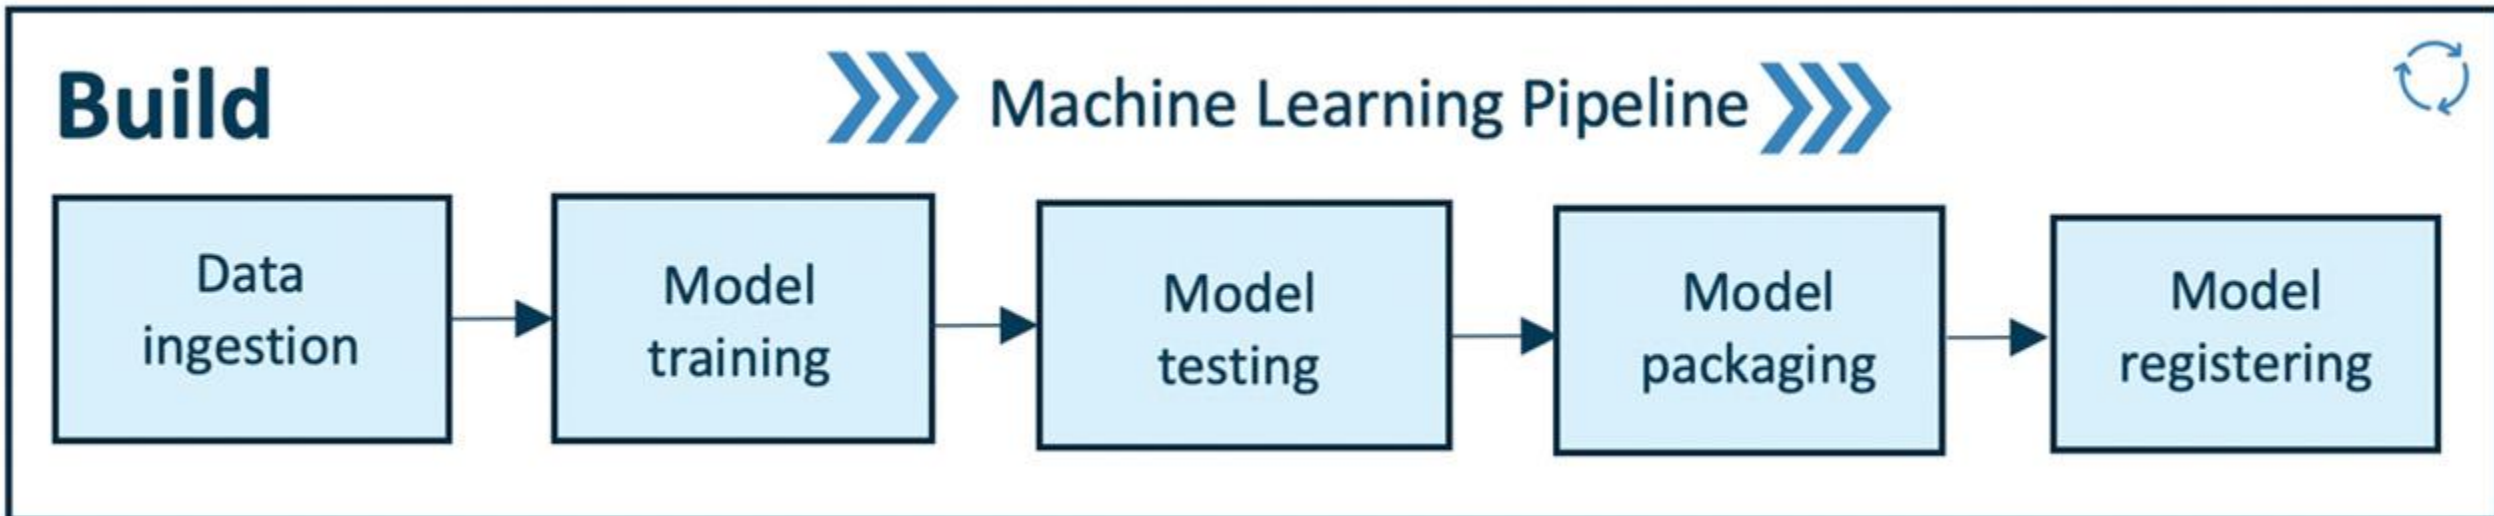 Build
Machine Learning Pipeline
Data
ingestion
Model
training
Model
testing
Model
packaging
Model
registering